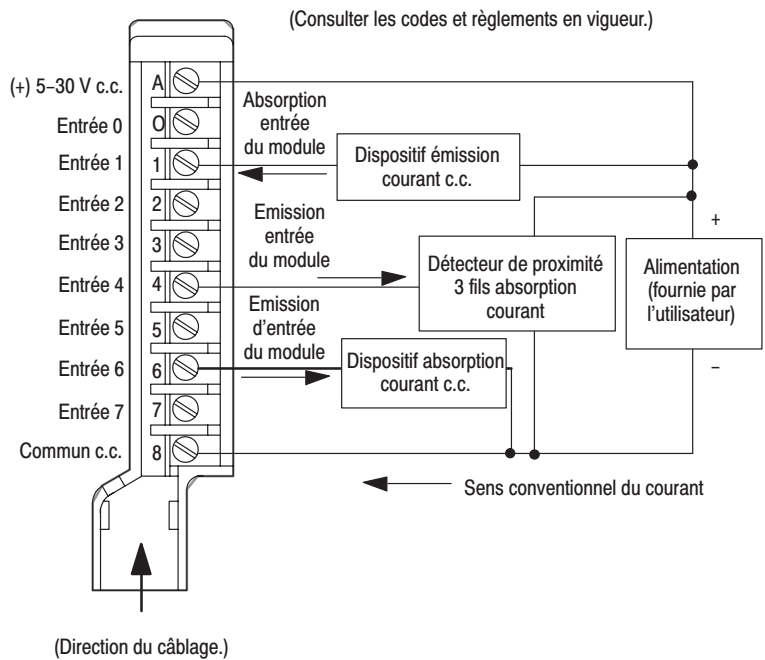 (Consulter les codes et règlements en vigueur.)
(+) 5–30 V c.c.
A
Entrée 0
O
Entrée 1
1
Entrée 2
2
Entrée 3
3
Entrée 4
4
Entrée 5
5
Entrée 6
6
Entrée 7
7
Commun c.c.
8
Absorption
entrée
du module
Dispositif émission
courant c.c.
Emission
entrée
du module
Détecteur de proximité
3 fils absorption
courant
Emission
d'entrée
du module
Dispositif absorption
courant c.c.
+
Alimentation
(fournie par
l'utilisateur)
–
Sens conventionnel du courant
(Direction du câblage.)